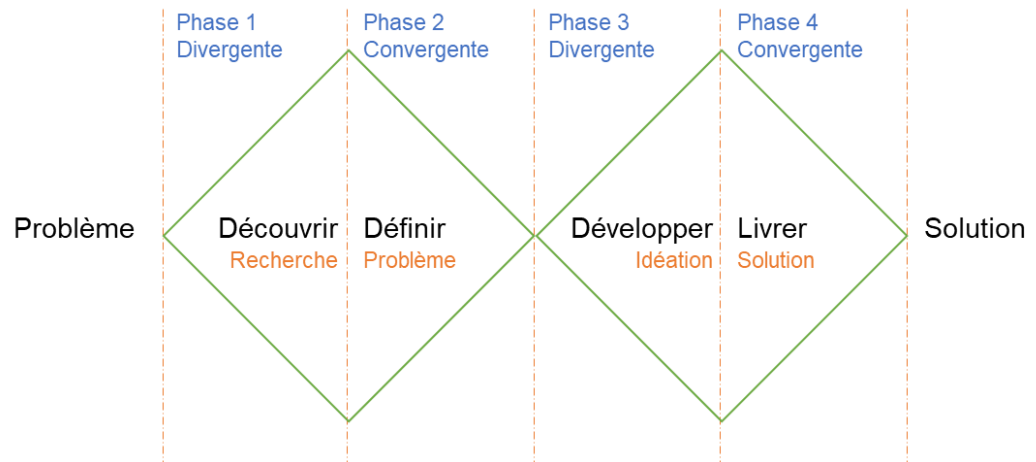 Phase 1
Divergente
Phase 2
Convergente
Phase 3
Divergente
Phase 4
Convergente
Problème
Découvrir
Recherche
Définir
Problème
Développer
Idéation
Livrer
Solution
Solution